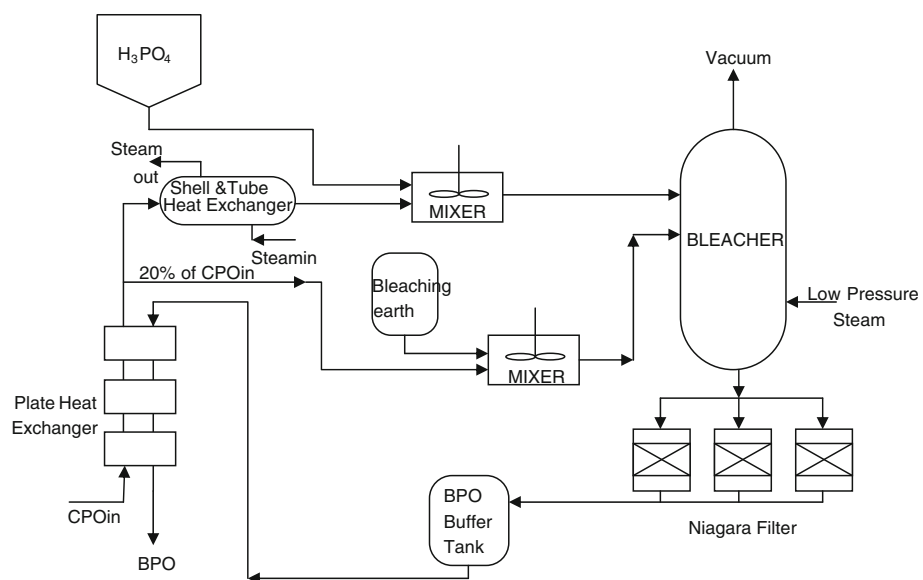 H₃PO₄
Vacuum
Steam
out
Shell &Tube
Heat Exchanger
MIXER
BLEACHER
Steamin
20% of CPOin
Bleaching
earth
Low Pressure
Steam
MIXER
Plate Heat
Exchanger
CPOin
BPO
BPO
Buffer
Tank
Niagara Filter